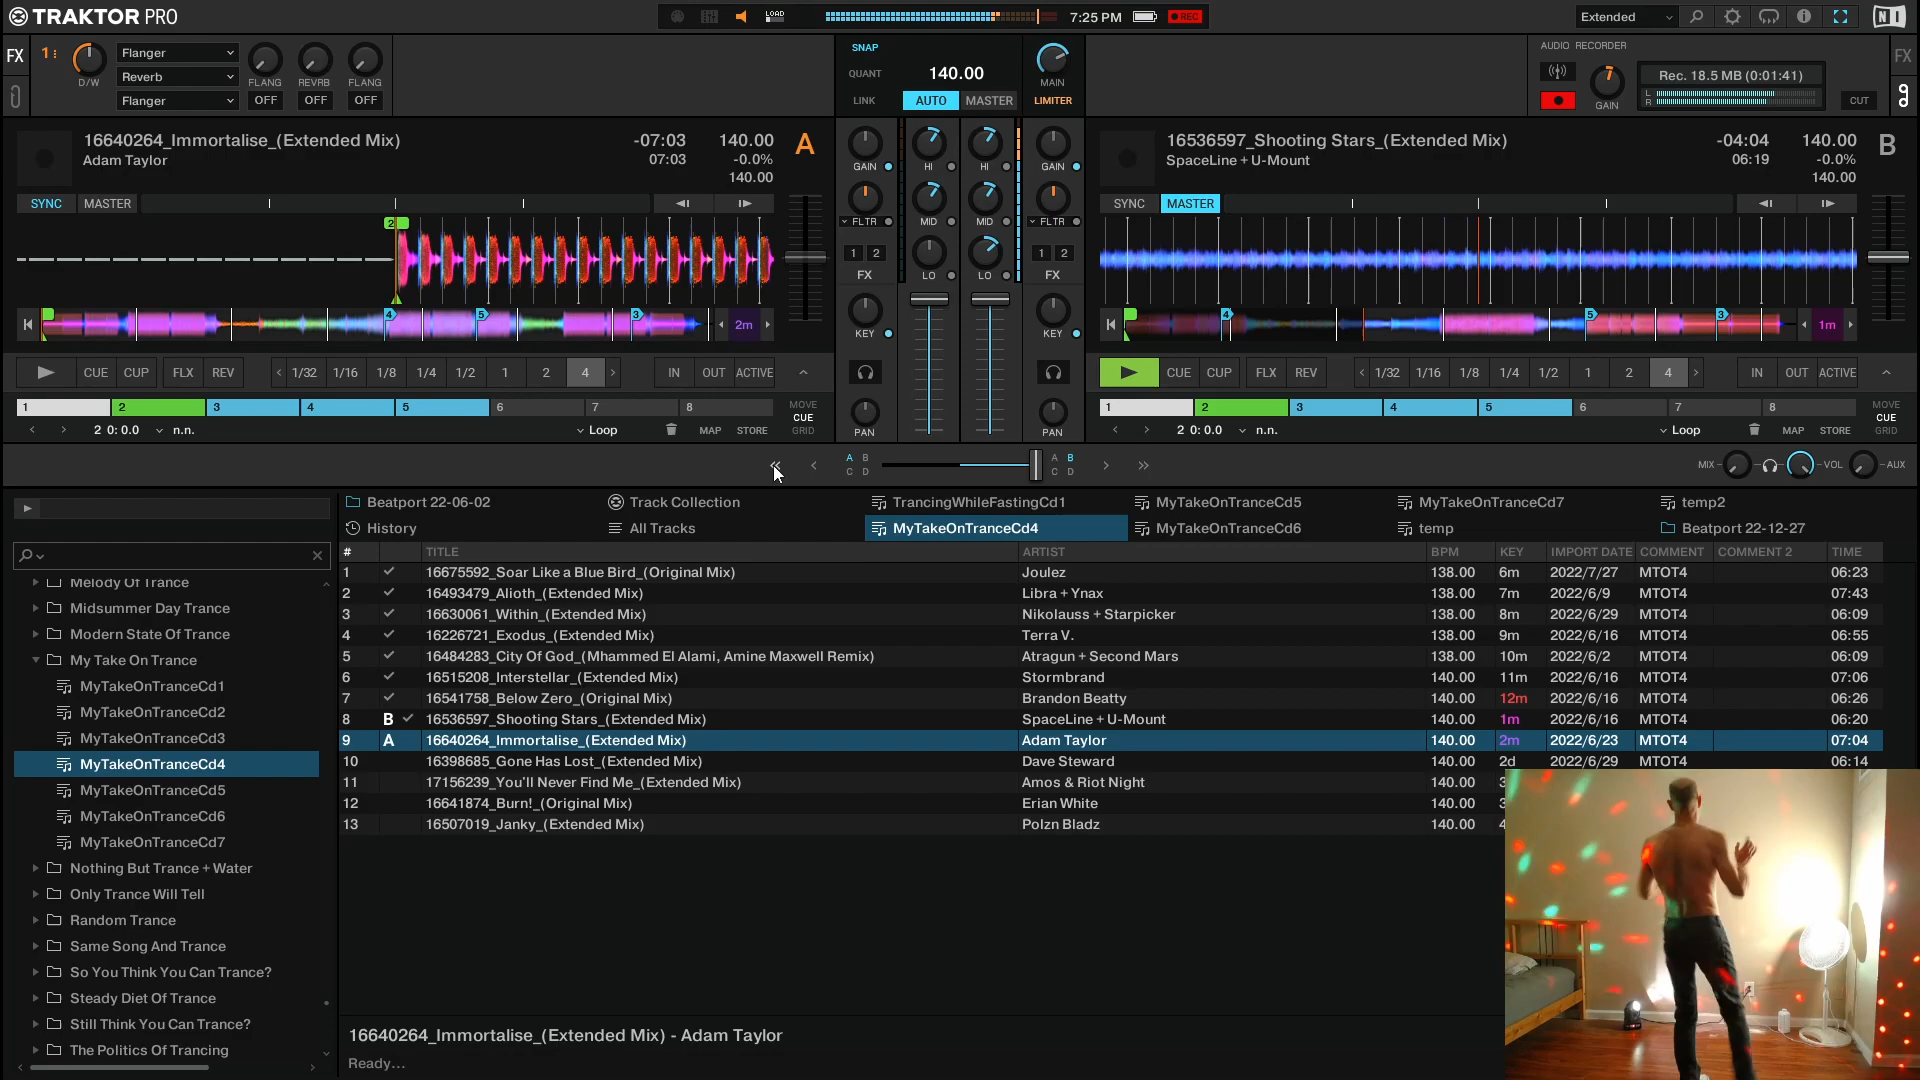 TRAKTOR PRO
LOAD
7:25 PM
REC
Extended
FX
1
D/W
Flanger
Reverb
Flanger
FLANG
REVRB
FLANG
OFF
OFF
OFF
SNAP
QUANT
140.00
LINK
AUTO
MASTER
MAIN
LIMITER
AUDIO RECORDER
GAIN
Rec. 18.5 MB (0:01:41)
L
R
CUT
FX
16640264_Immortalise_(Extended Mix)
Adam Taylor
-07:03
07:03
140.00
-0.0%
140.00
A
SYNC
MASTER
2
4
5
3
2m
CUE
CUP
FLX
REV
1/32
1/16
1/8
1/4
1/2
1
2
4
IN
OUT
ACTIVE
1 2 3 4 5 6 7 8
MOVE
CUE
GRID
2 0: 0.0
n.n.
Loop
MAP
STORE
GAIN
HI
HI
GAIN
FLTR
MID
MID
FLTR
1 2
LO
LO
1 2
FX
FX
KEY
KEY
PAN
PAN
16536597_Shooting Stars_(Extended Mix)
SpaceLine + U-Mount
-04:04
06:19
140.00
-0.0%
140.00
B
SYNC
MASTER
4
5
3
1m
CUE
CUP
FLX
REV
1/32
1/16
1/8
1/4
1/2
1
2
4
IN
OUT
ACTIVE
1 2 3 4 5 6 7 8
MOVE
CUE
GRID
2 0: 0.0
n.n.
Loop
MAP
STORE
A B
C D
A B
C D
MIX
VOL
AUX
Beatport 22-06-02
Track Collection
TrancingWhileFastingCd1
MyTakeOnTranceCd5
MyTakeOnTranceCd7
temp2
History
All Tracks
MyTakeOnTranceCd4
MyTakeOnTranceCd6
temp
Beatport 22-12-27
Melody Of Trance
Midsummer Day Trance
Modern State Of Trance
My Take On Trance
MyTakeOnTranceCd1
MyTakeOnTranceCd2
MyTakeOnTranceCd3
MyTakeOnTranceCd4
MyTakeOnTranceCd5
MyTakeOnTranceCd6
MyTakeOnTranceCd7
Nothing But Trance + Water
Only Trance Will Tell
Random Trance
Same Song And Trance
So You Think You Can Trance?
Steady Diet Of Trance
Still Think You Can Trance?
The Politics Of Trancing
# TITLE ARTIST BPM KEY IMPORT DATE COMMENT COMMENT 2 TIME
1 16675592_Soar Like a Blue Bird_(Original Mix) Joulez 138.00 6m 2022/7/27 MTOT4 06:23
2 16493479_Alioth_(Extended Mix) Libra + Ynax 138.00 7m 2022/6/9 MTOT4 07:43
3 16630061_Within_(Extended Mix) Nikolauss + Starpicker 138.00 8m 2022/6/29 MTOT4 06:09
4 16226721_Exodus_(Extended Mix) Terra V. 138.00 9m 2022/6/16 MTOT4 06:55
5 16484283_City Of God_(Mhammed El Alami, Amine Maxwell Remix) Atragun + Second Mars 138.00 10m 2022/6/2 MTOT4 06:09
6 16515208_Interstellar_(Extended Mix) Stormbrand 140.00 11m 2022/6/16 MTOT4 07:06
7 16541758_Below Zero_(Original Mix) Brandon Beatty 140.00 12m 2022/6/16 MTOT4 06:26
8 B 16536597_Shooting Stars_(Extended Mix) SpaceLine + U-Mount 140.00 1m 2022/6/16 MTOT4 06:20
9 A 16640264_Immortalise_(Extended Mix) Adam Taylor 140.00 2m 2022/6/23 MTOT4 07:04
10 16398685_Gone Has Lost_(Extended Mix) Dave Steward 140.00 2d 2022/6/29 MTOT4 06:14
11 17156239_You'll Never Find Me_(Extended Mix) Amos & Riot Night 140.00
12 16641874_Burn!_(Original Mix) Erian White 140.00
13 16507019_Janky_(Extended Mix) Polzn Bladz 140.00
16640264_Immortalise_(Extended Mix) - Adam Taylor
Ready...